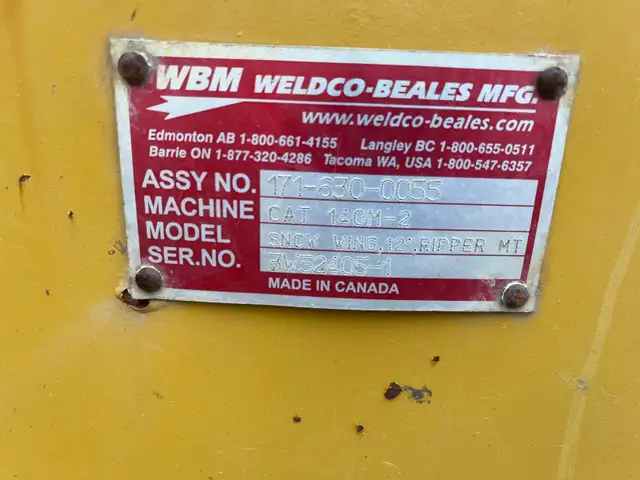 WBM WELDCO-BEALES MFG.
www.weldco-beales.com
Edmonton AB 1-800-661-4155 Langley BC 1-800-655-0511
Barrie ON 1-877-320-4286 Tacoma WA, USA 1-800-547-6357
ASSY NO. 171-630-0055
MACHINE CAT 140M-2
MODEL SNOW WING,12',RIPPER MT
SER.NO. 3W52405-1
MADE IN CANADA